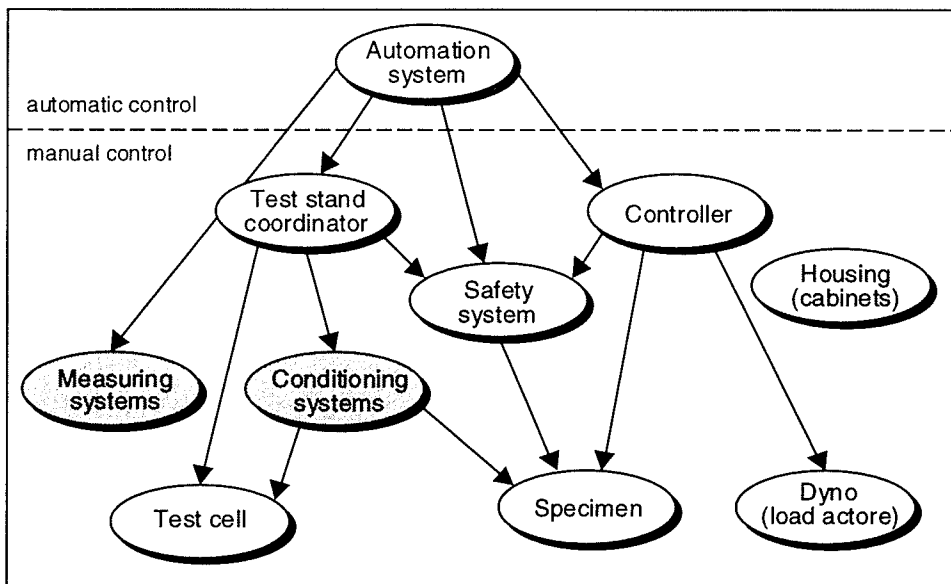 Automation
system
automatic control
manual control
Test stand
coordinator
Controller
Safety
system
Housing
(cabinets)
Measuring
systems
Conditioning
systems
Test cell
Specimen
Dyno
(load actore)